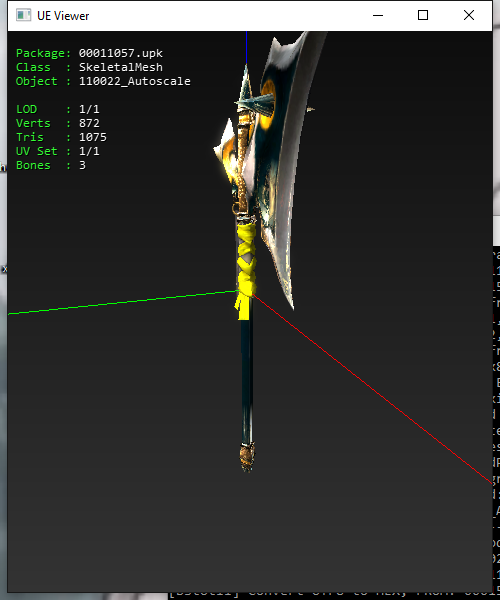 UE Viewer
Package: 00011057.upk
Class : SkeletalMesh
Object : 110022_Autoscale
LOD : 1/1
Verts : 872
Tris : 1075
UV Set : 1/1
Bones : 3